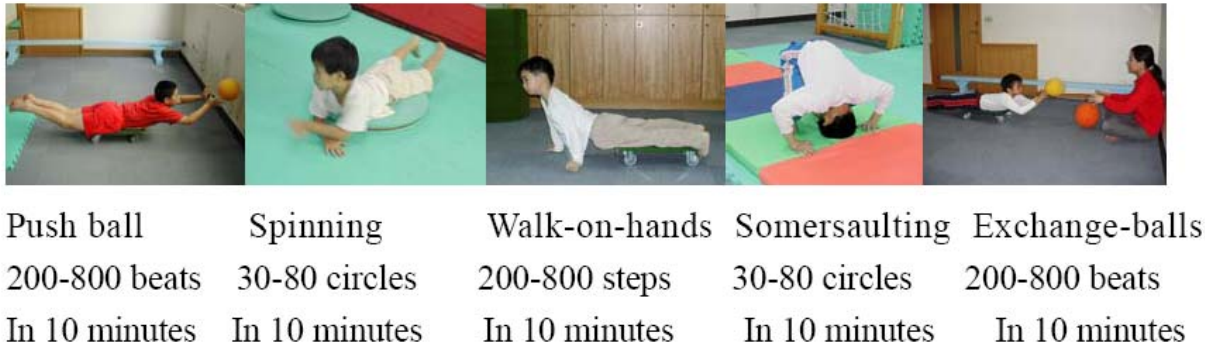 Push ball Spinning Walk-on-hands Somersaulting Exchange-balls
200-800 beats 30-80 circles 200-800 steps 30-80 circles 200-800 beats
In 10 minutes In 10 minutes In 10 minutes In 10 minutes In 10 minutes